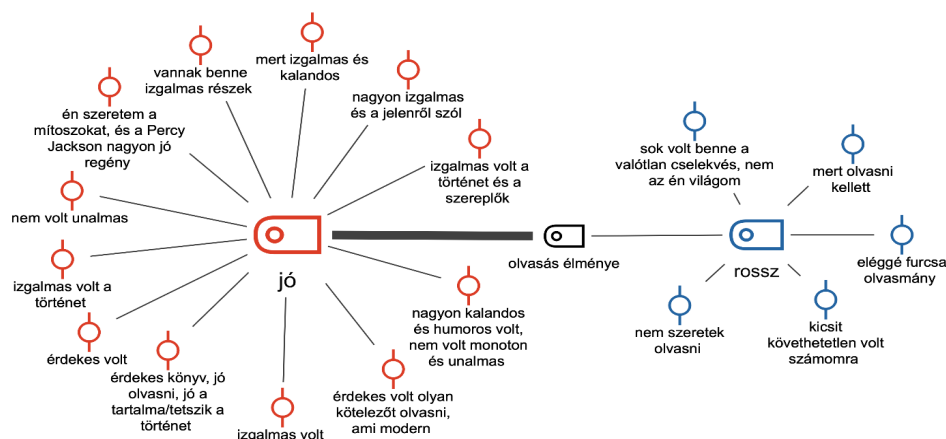 mert izgalmas és
kalandos
vannak benne
izgalmas részek
nagyon izgalmas
és a jelenről szól
én szeretem a
mítoszokat, és a Percy
Jackson nagyon jó
regény
izgalmas volt a
történet és a
szereplők
nem volt unalmas
izgalmas volt a
történet
érdekes volt
érdekes könyv, jó
olvasni, jó a
tartalma/tetszik a
történet
izgalmas volt
érdekes volt olyan
kötelezőt olvasni,
ami modern
nagyon kalandos
és humoros volt,
nem volt monoton
és unalmas
jó
olvasás élménye
rossz
sok volt benne a
valótlan cselekvés, nem
az én világom
mert olvasni
kellett
eléggé furcsa
olvasmány
kicsit
követhetetlen volt
számomra
nem szeretek
olvasni